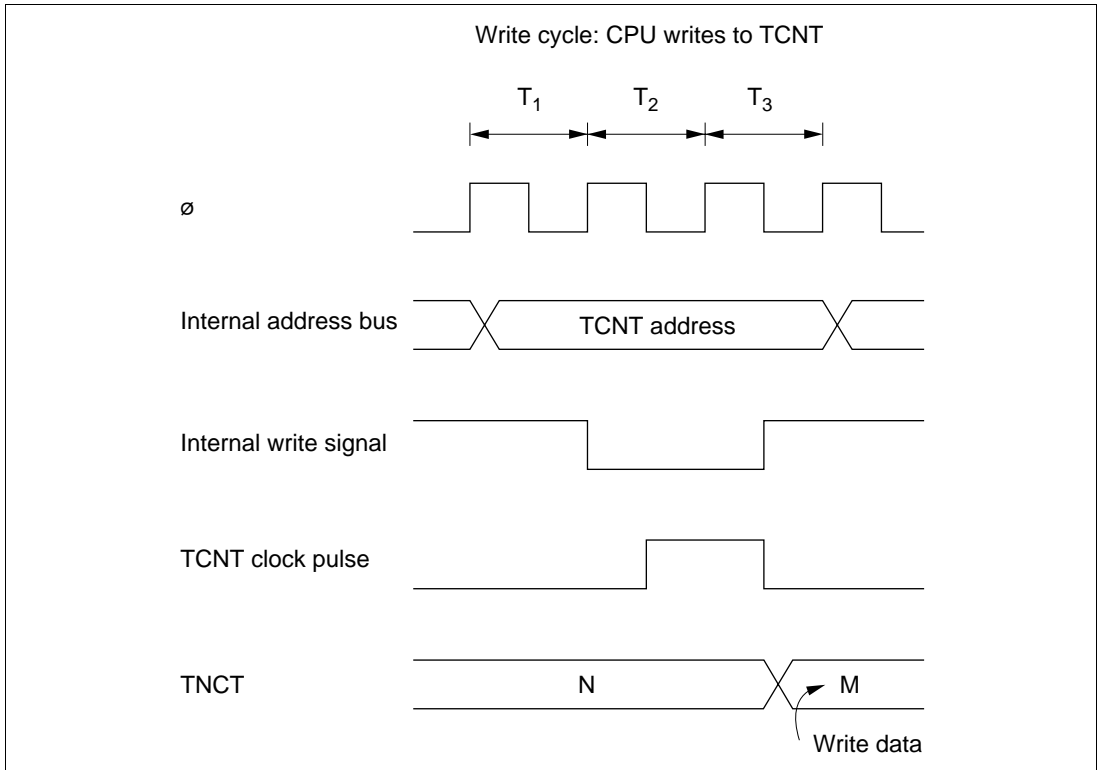 Write cycle: CPU writes to TCNT
T1 T2 T3
ø
Internal address bus TCNT address
Internal write signal
TCNT clock pulse
TNCT N M
Write data